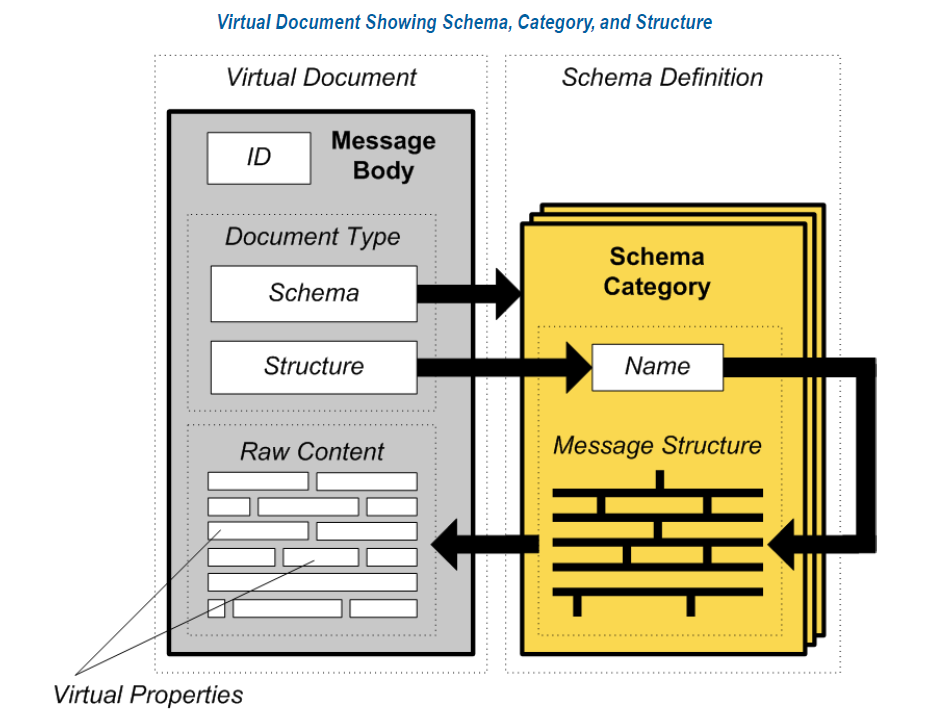 Virtual Document Showing Schema, Category, and Structure
Virtual Document
Schema Definition
ID
Message
Body
Document Type
Schema
Structure
Raw Content
Virtual Properties
Schema
Category
Name
Message Structure